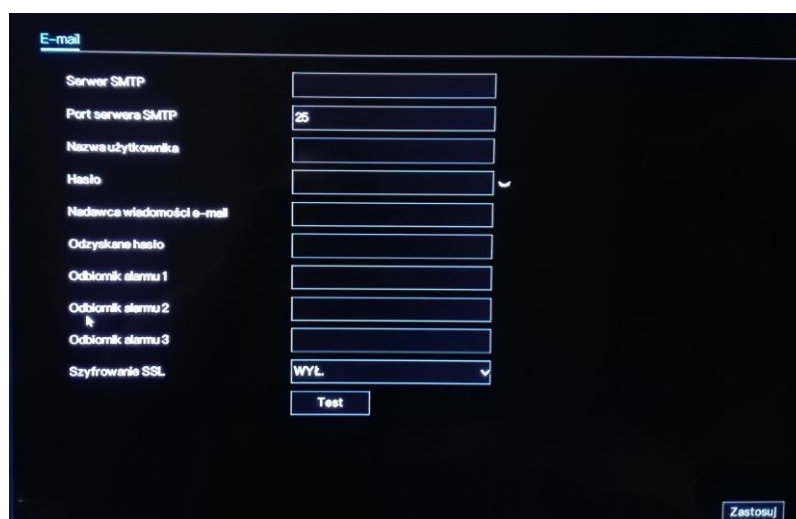 E-mail
Serwer SMTP
Port serwera SMTP 25
Nazwa użytkownika
Hasło
Nadawca wiadomości e-mail
Odzyskane hasło
Odbiornik alarmu 1
Odbiornik alarmu 2
Odbiornik alarmu 3
Szyfrowanie SSL WYŁ.
Test
Zastosuj